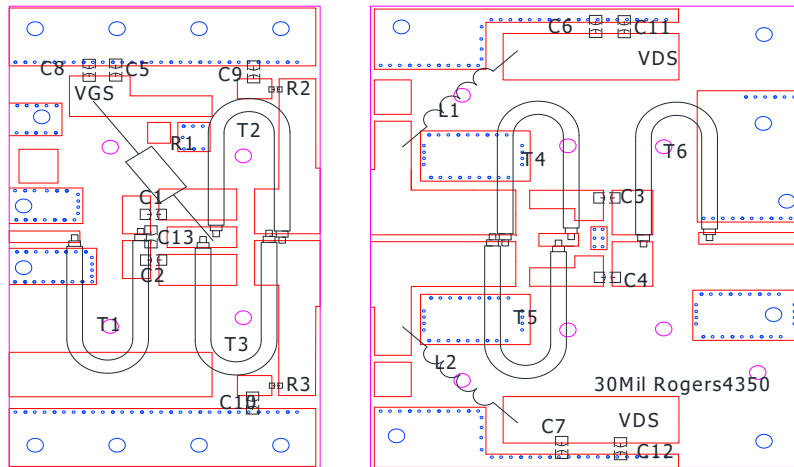 C6 C11
C8 C5 C9 VDS
VGS R2
L1
R1 T2 T4 T6
C1 C3
C13
C2 C4
T1 T3 T5
L2
R3 30Mil Rogers4350
C10 C7 VDS
C12